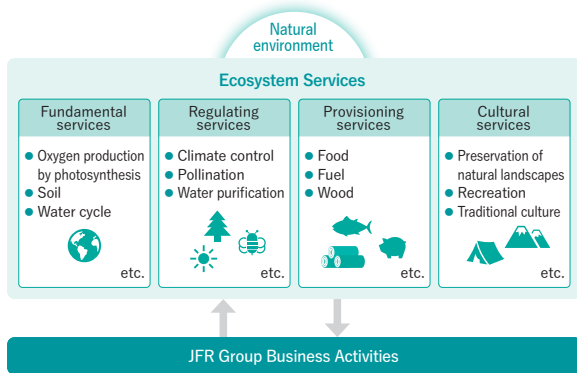 Natural
environment
Ecosystem Services
Fundamental
services
● Oxygen production
by photosynthesis
● Soil
● Water cycle
etc.
Regulating
services
● Climate control
● Pollination
● Water purification
etc.
Provisioning
services
● Food
● Fuel
● Wood
etc.
Cultural
services
● Preservation of
natural landscapes
● Recreation
● Traditional culture
etc.
JFR Group Business Activities